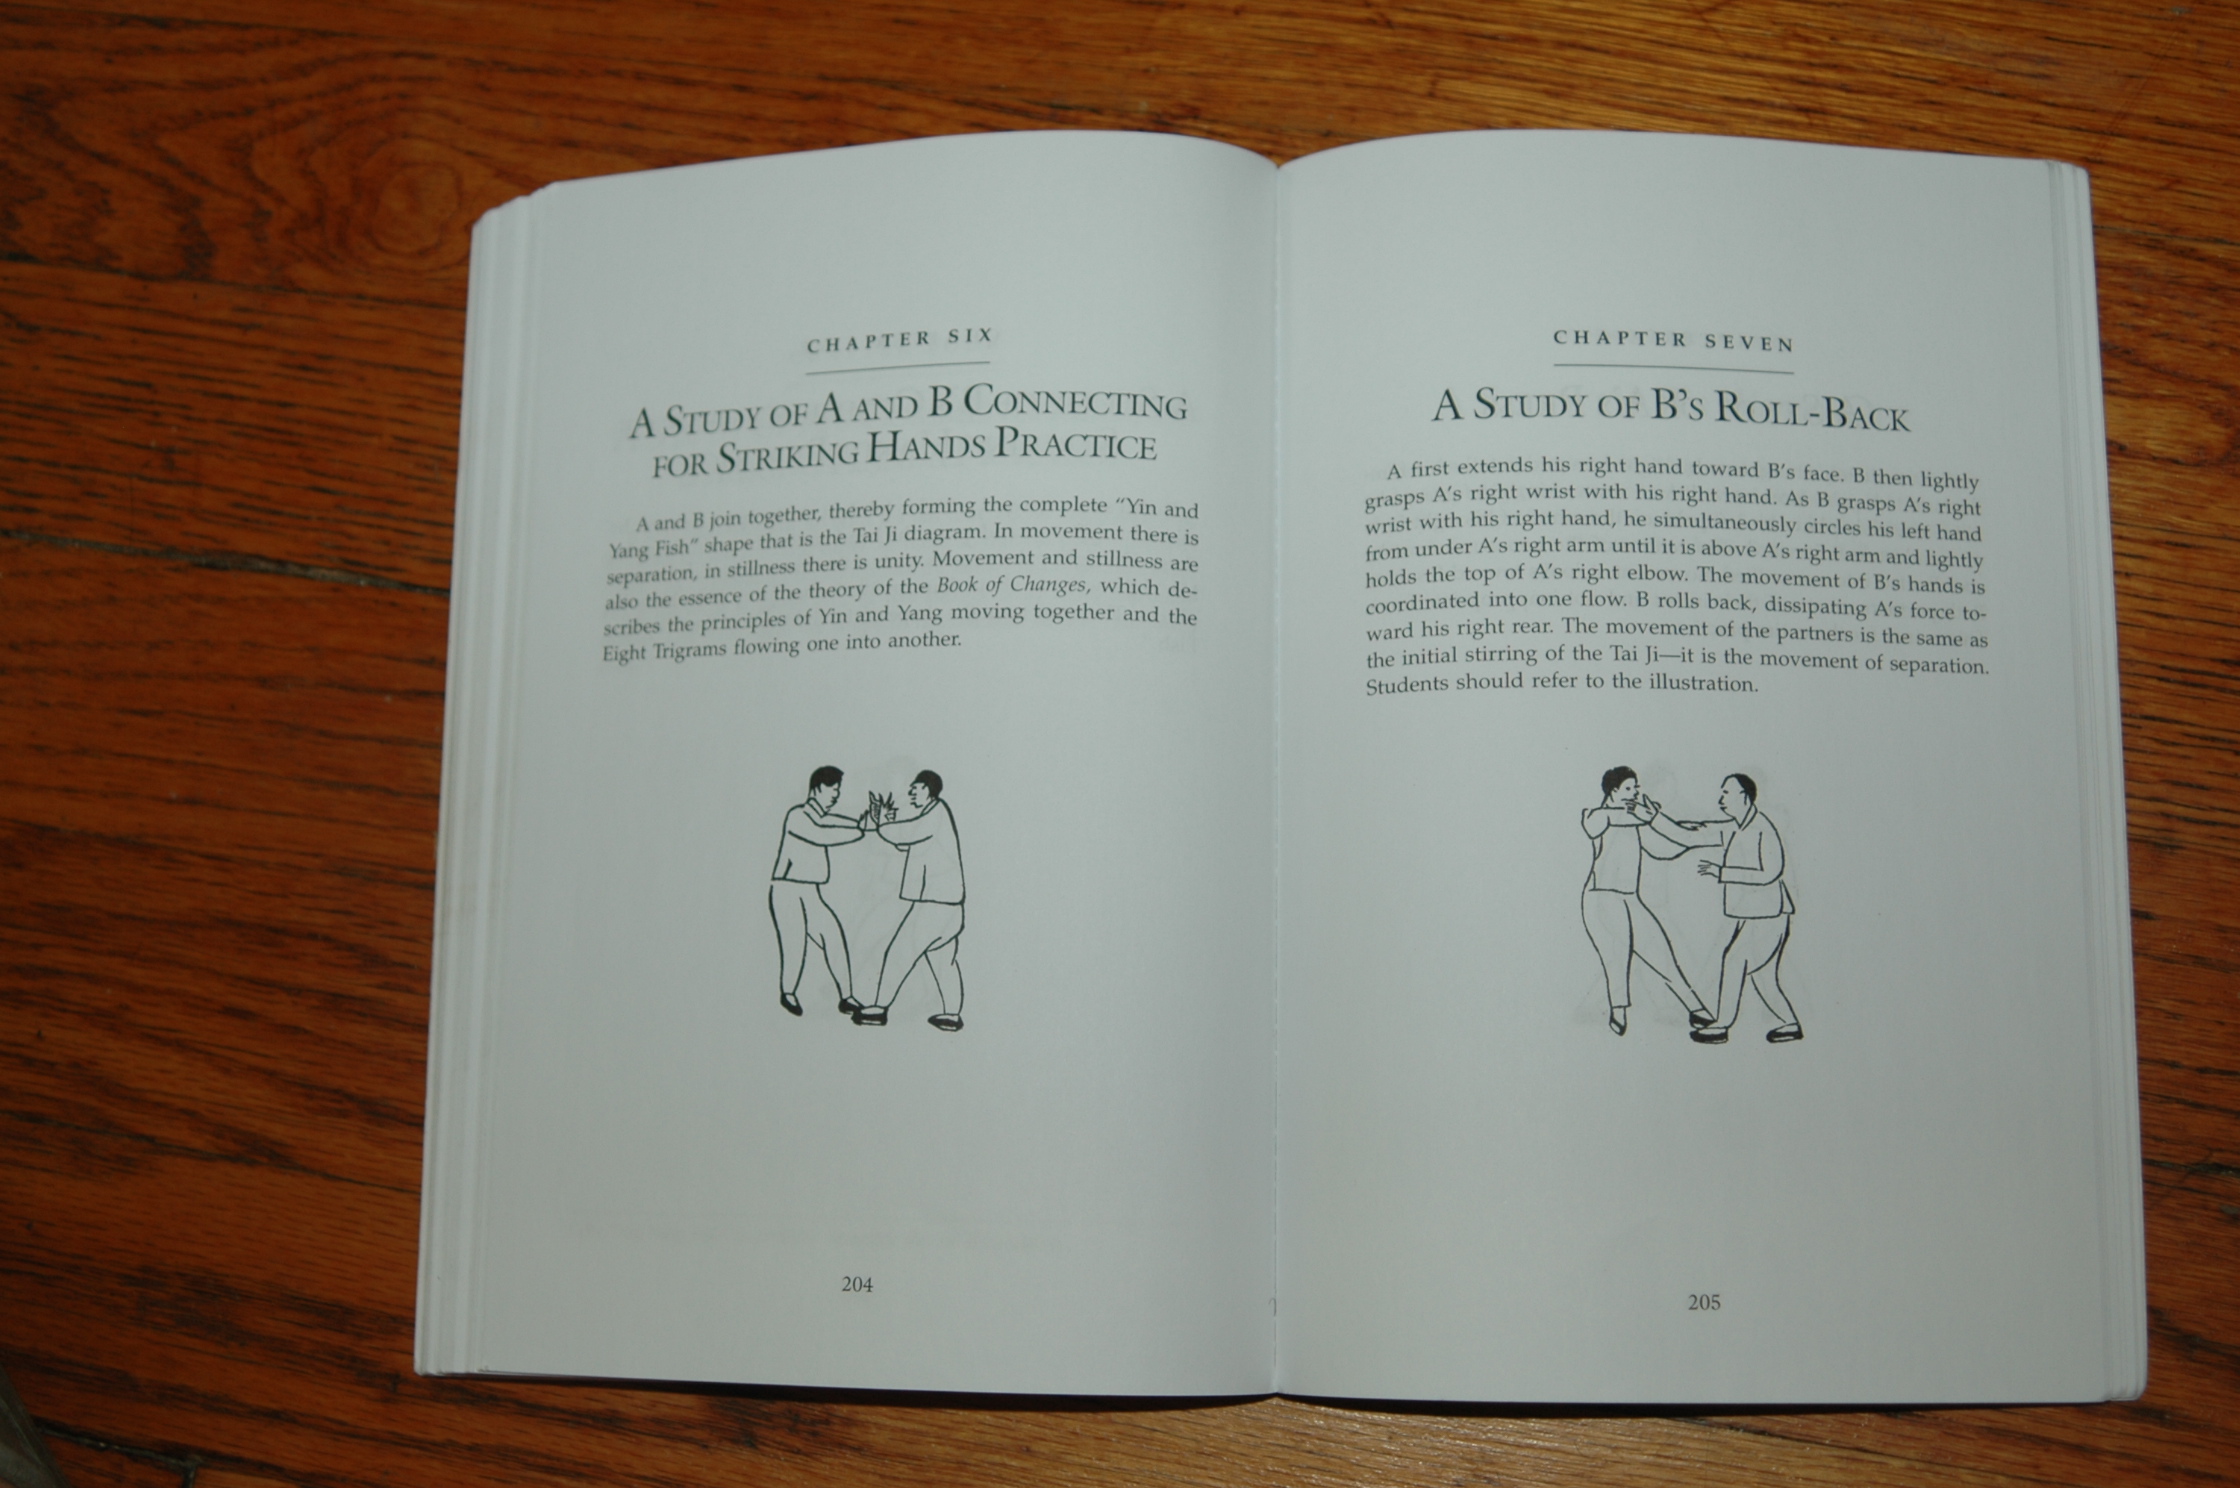 CHAPTER SIX
A STUDY OF A AND B CONNECTING
FOR STRIKING HANDS PRACTICE
A and B join together, thereby forming the complete "Yin and
Yang Fish" shape that is the Tai Ji diagram. In movement there is
separation, in stillness there is unity. Movement and stillness are
also the essence of the theory of the Book of Changes, which de-
scribes the principles of Yin and Yang moving together and the
Eight Trigrams flowing one into another.
204
CHAPTER SEVEN
A STUDY OF B'S ROLL-BACK
A first extends his right hand toward B's face. B then lightly
grasps A's right wrist with his right hand. As B grasps A's right
wrist with his right hand, he simultaneously circles his left hand
from under A's right arm until it is above A's right arm and lightly
holds the top of A's right elbow. The movement of B's hands is
coordinated into one flow. B rolls back, dissipating A's force to-
ward his right rear. The movement of the partners is the same as
the initial stirring of the Tai Ji—it is the movement of separation.
Students should refer to the illustration.
205